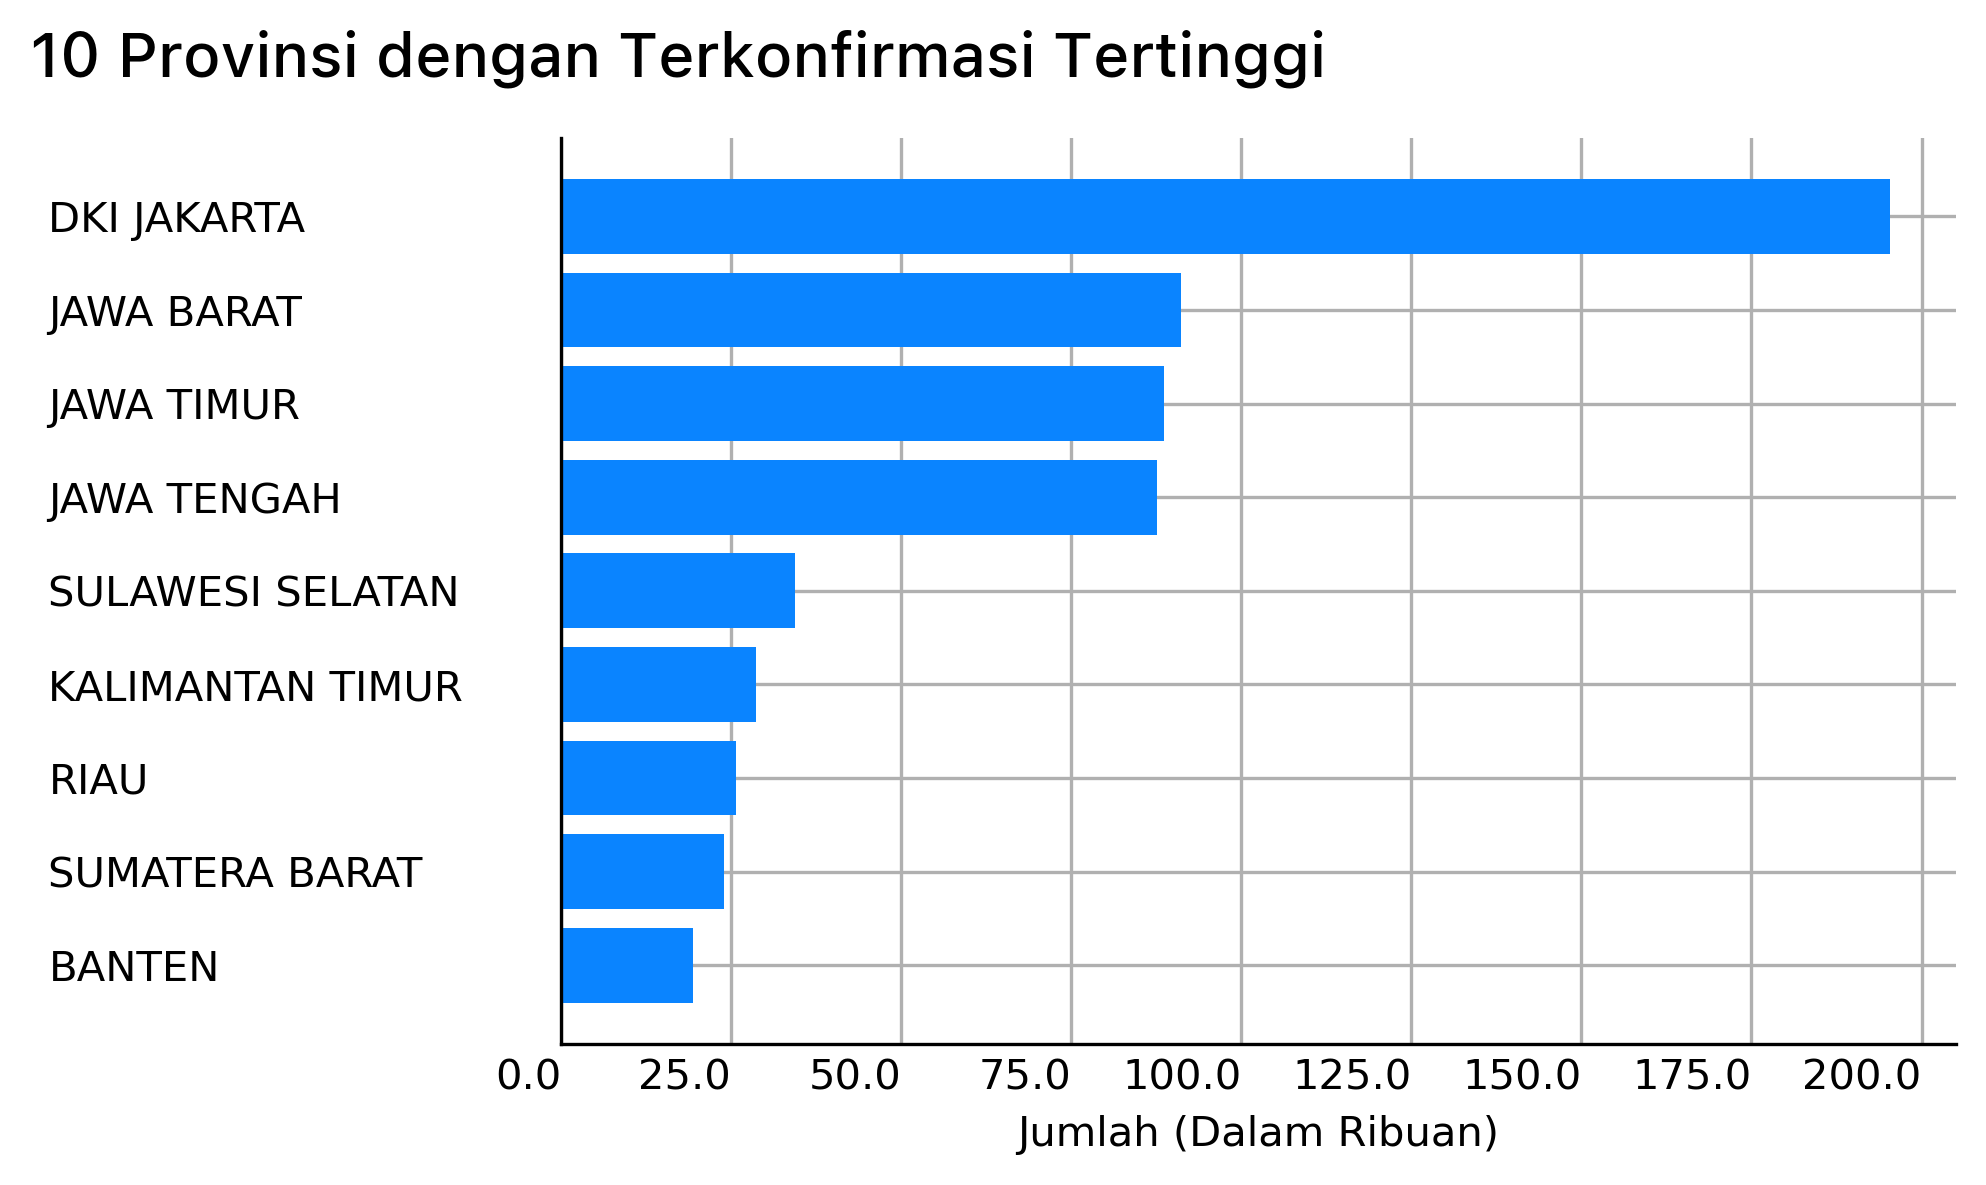 10 Provinsi dengan Terkonfirmasi Tertinggi
DKI JAKARTA
JAWA BARAT
JAWA TIMUR
JAWA TENGAH
SULAWESI SELATAN
KALIMANTAN TIMUR
RIAU
SUMATERA BARAT
BANTEN
0.0 25.0 50.0 75.0 100.0 125.0 150.0 175.0 200.0
Jumlah (Dalam Ribuan)